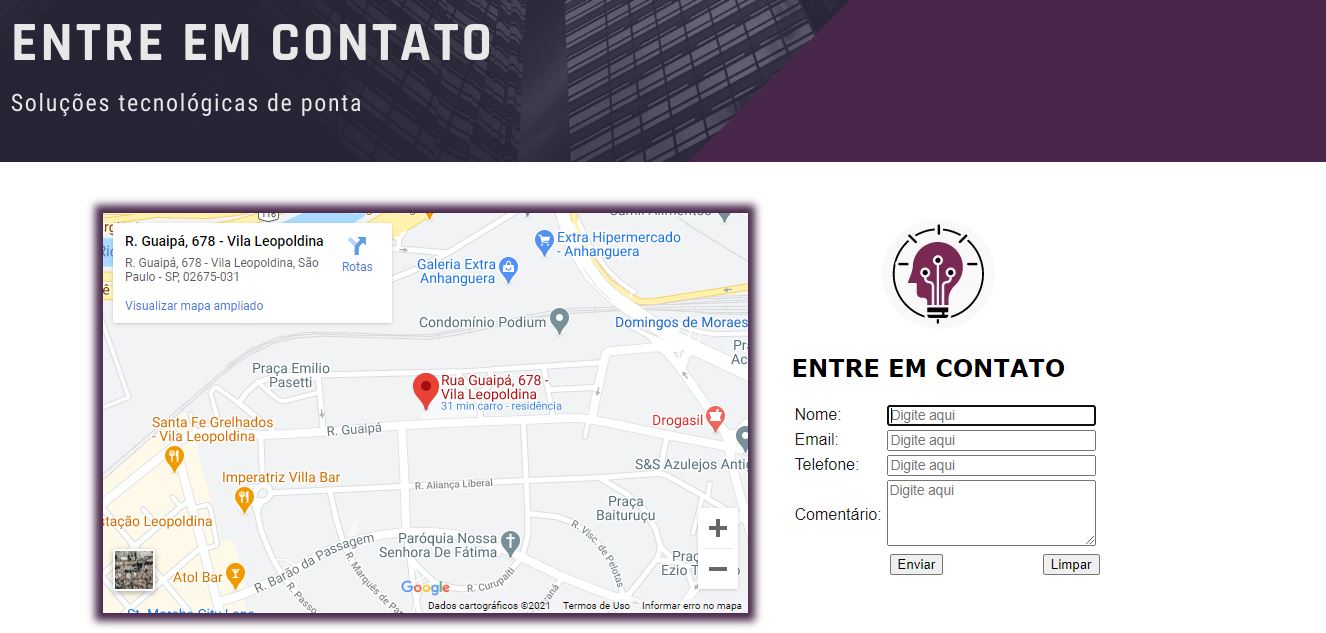 ENTRE EM CONTATO
Soluções tecnológicas de ponta
116
R. Guaipá, 678 - Vila Leopoldina
R. Guaipá, 678 - Vila Leopoldina, São
Paulo - SP, 02675-031
Rotas
Visualizar mapa ampliado
Extra Hipermercado
- Anhanguera
Galeria Extra
Anhanguera
Condomínio Podium
Domingos de Moraes
Praça Emilio
Pasetti
Rua Guaipá, 678 -
Vila Leopoldina
31 min carro - residência
Santa Fe Grelhados
- Vila Leopoldina
R. Guaipá
Drogasil
S&S Azulejos Antig
Imperatriz Villa Bar
R. Aliança Liberal
Praça
Baituruçu
stação Leopoldina
Paróquia Nossa
Senhora De Fátima
R. Barão da Passagem
R. Visc. de Pelotas
Praç
Ezio T
Atol Bar
R. Marquês de Para
R. Passo
R. Curupaiti
Google
Dados cartográficos ©2021 Termos de Uso Informar erro no mapa
ENTRE EM CONTATO
Nome: Digite aqui
Email: Digite aqui
Telefone: Digite aqui
Comentário: Digite aqui
Enviar Limpar